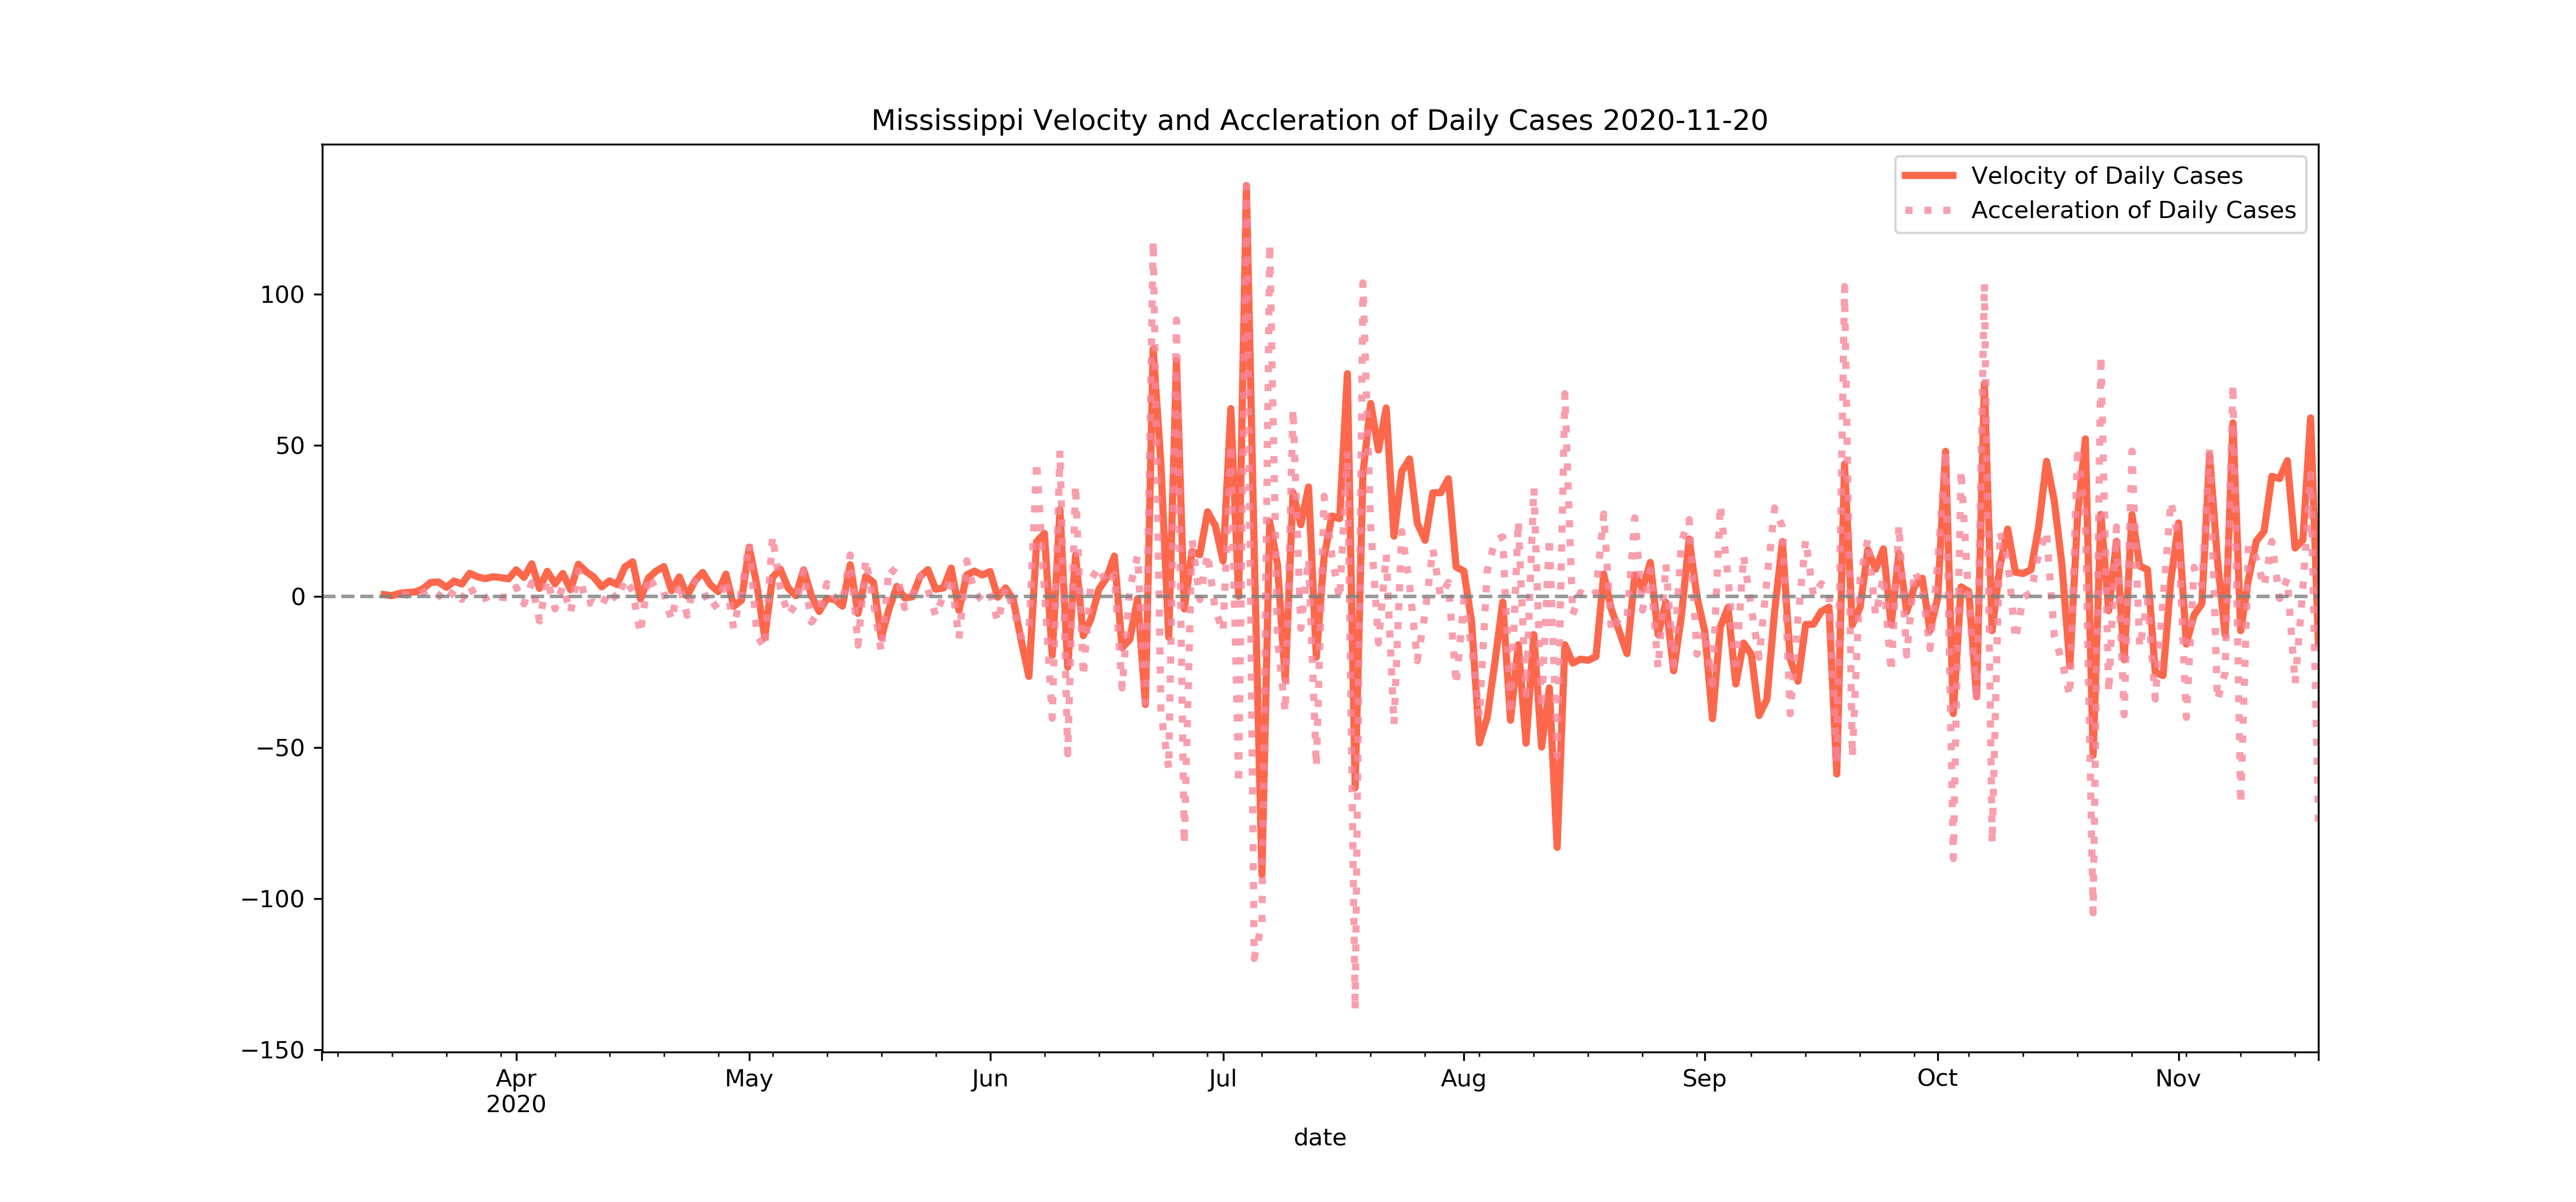 Mississippi Velocity and Accleration of Daily Cases 2020-11-20
Velocity of Daily Cases
Acceleration of Daily Cases
100
50
0
−50
−100
−150
Apr May Jun Jul Aug Sep Oct Nov
2020
date